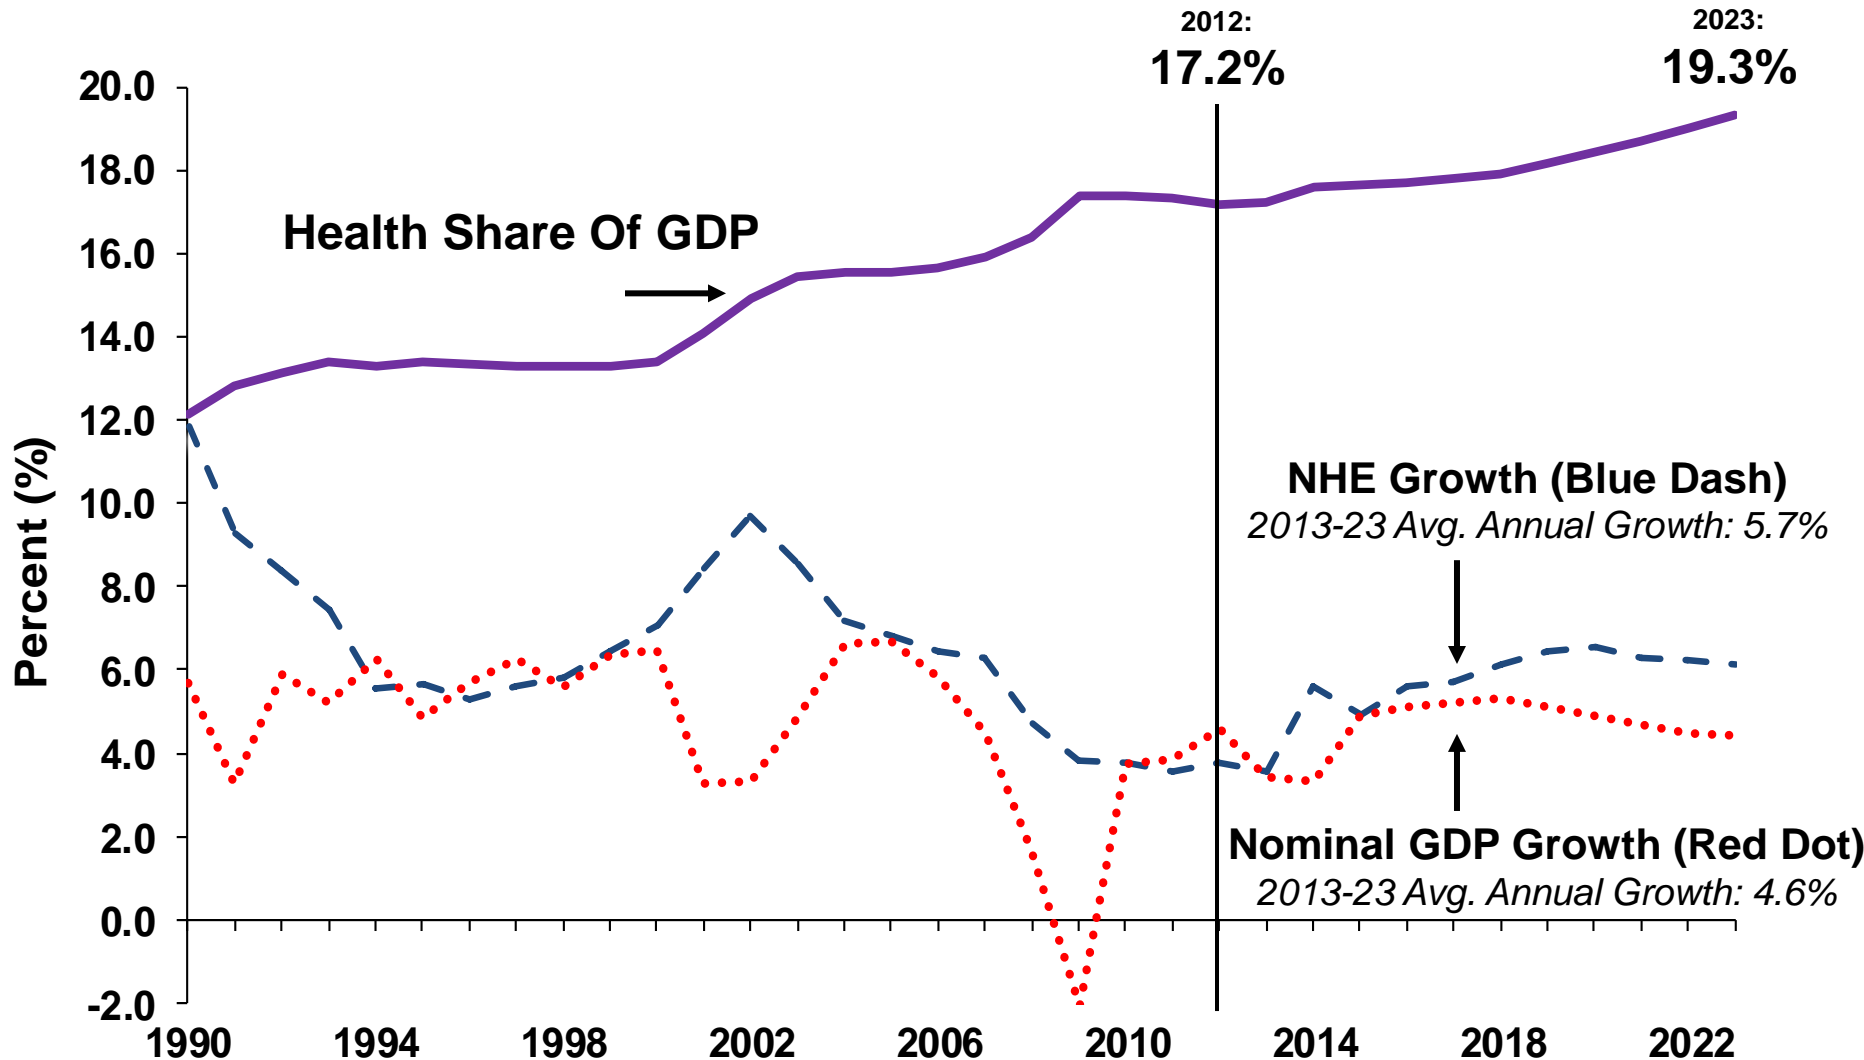 2012:
17.2%
2023:
19.3%
20.0
18.0
16.0
14.0
12.0
10.0
8.0
6.0
4.0
2.0
0.0
-2.0
Percent (%)
Health Share Of GDP
NHE Growth (Blue Dash)
2013-23 Avg. Annual Growth: 5.7%
Nominal GDP Growth (Red Dot)
2013-23 Avg. Annual Growth: 4.6%
1990 1994 1998 2002 2006 2010 2014 2018 2022